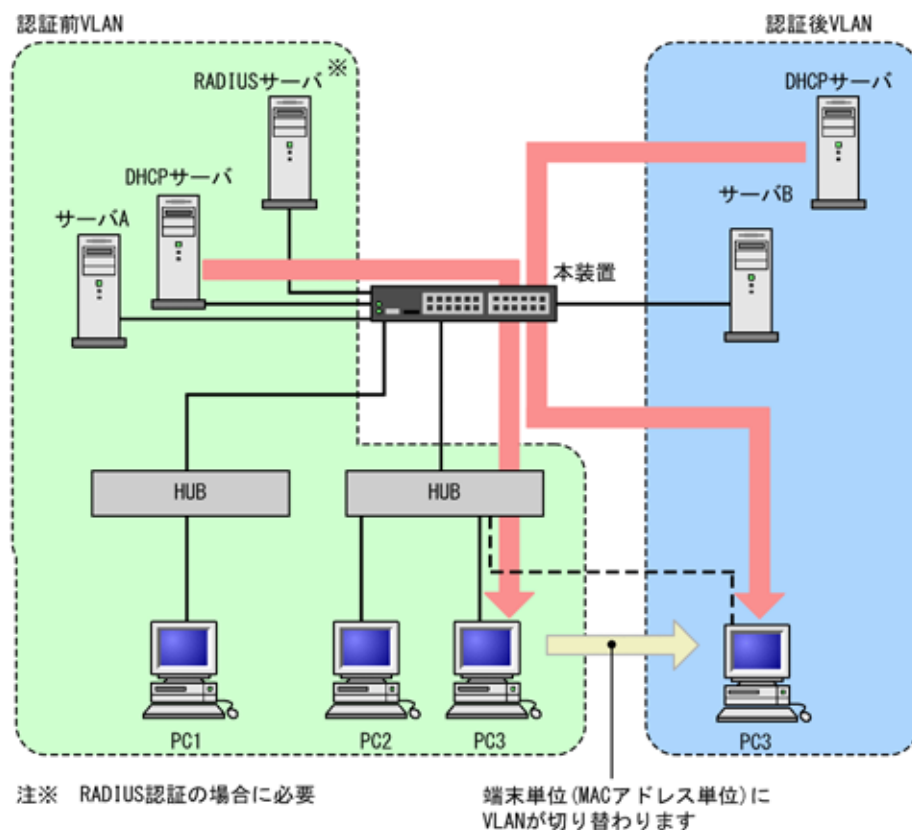 認証前VLAN
認証後VLAN
RADIUSサーバ※
DHCPサーバ
DHCPサーバ
サーバA
サーバB
本装置
HUB
HUB
PC1
PC2
PC3
PC3
注※ RADIUS認証の場合に必要
端末単位(MACアドレス単位)に
VLANが切り替わります